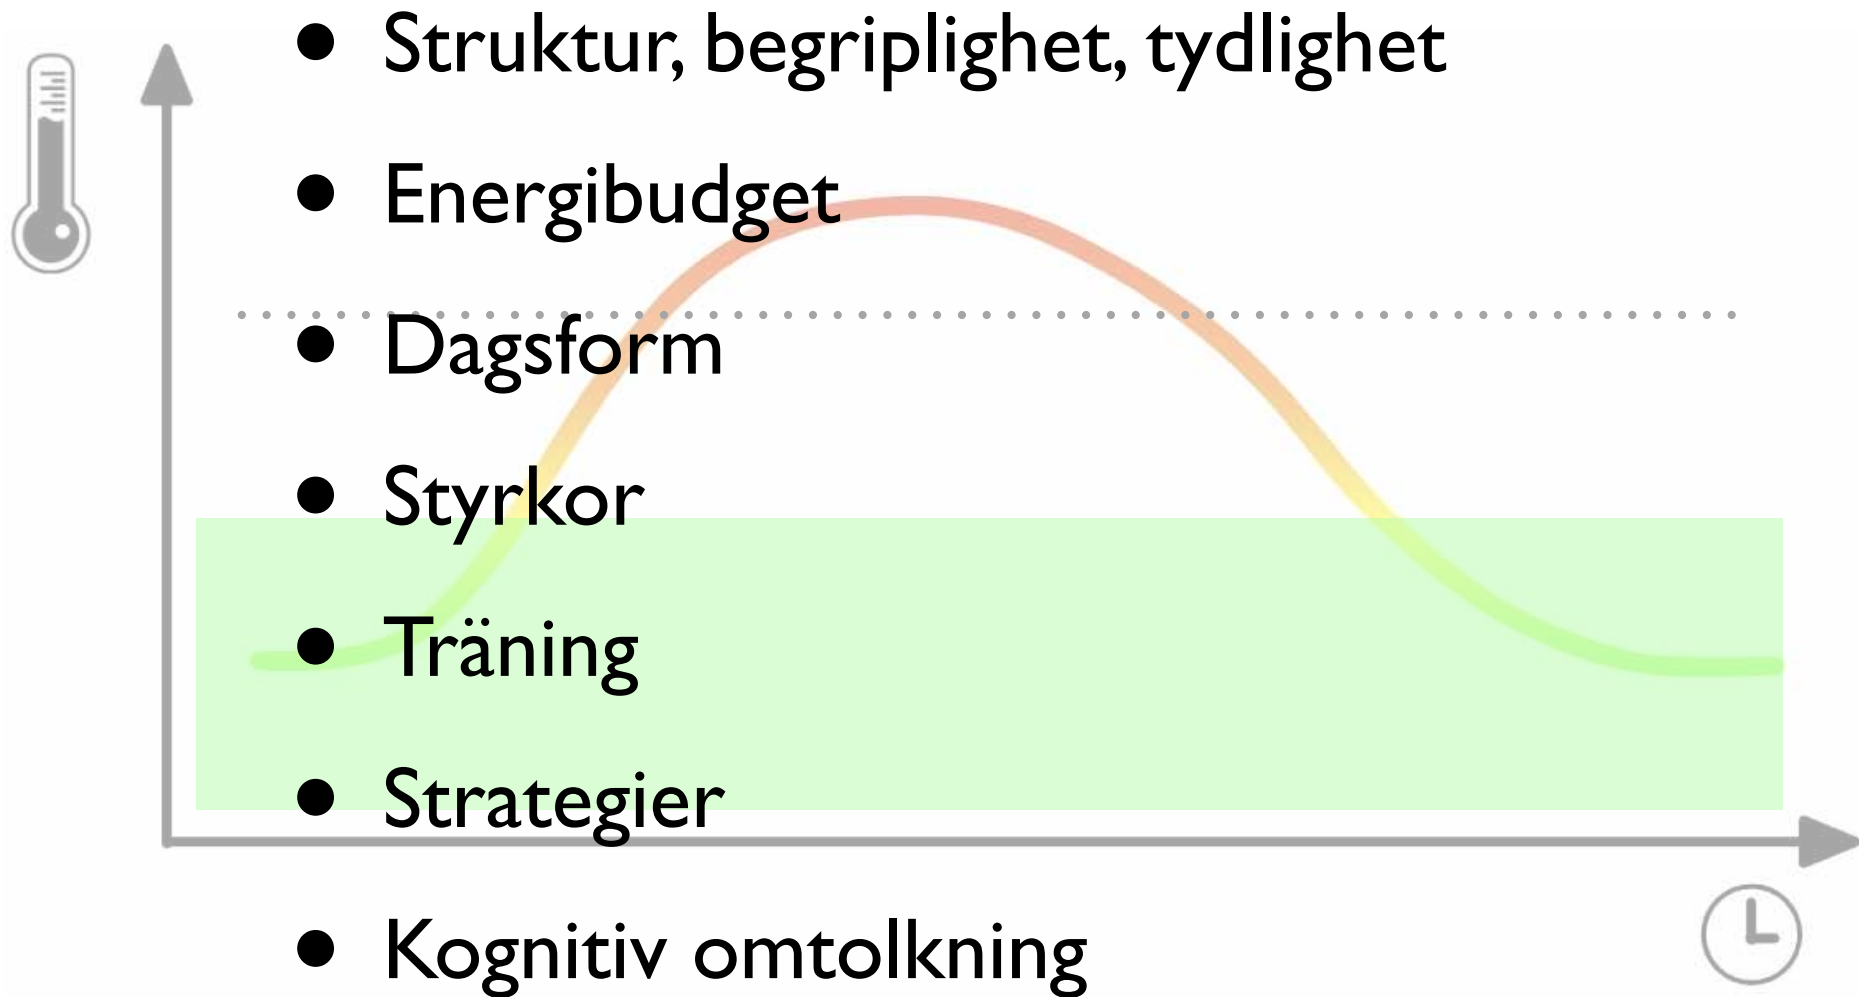 • Struktur, begriplighet, tydlighet
• Energibudget
• Dagsform
• Styrkor
• Träning
• Strategier
• Kognitiv omtolkning